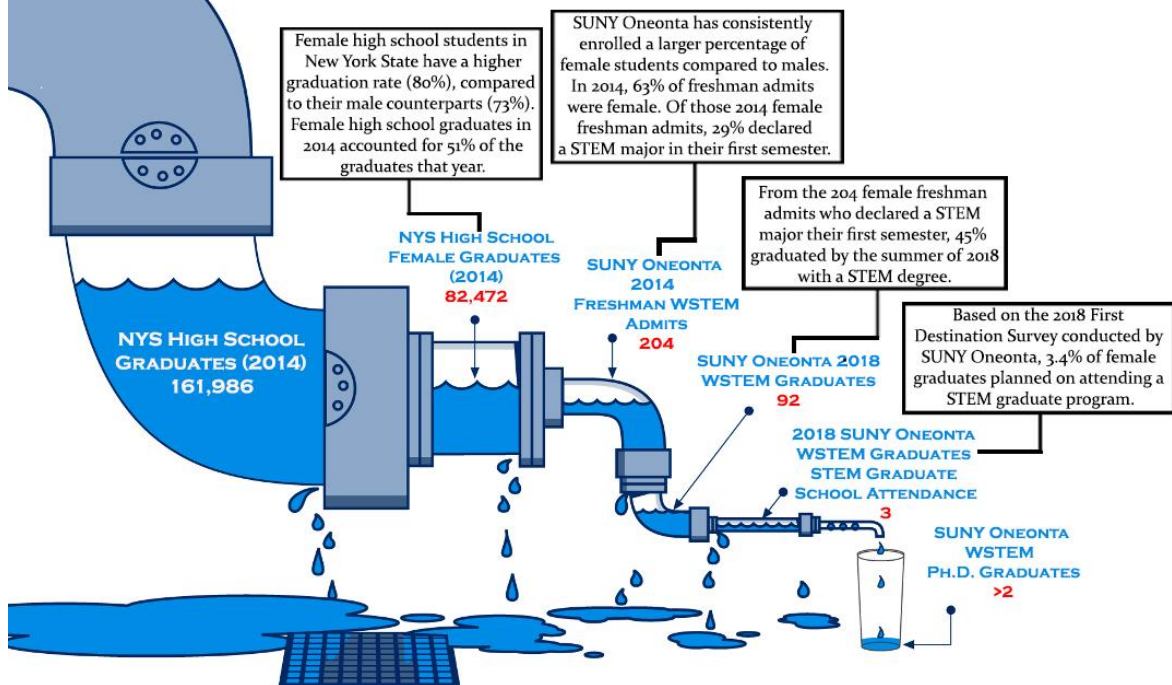 Female high school students in
New York State have a higher
graduation rate (80%), compared
to their male counterparts (73%).
Female high school graduates in
2014 accounted for 51% of the
graduates that year.
SUNY Oneonta has consistently
enrolled a larger percentage of
female students compared to males.
In 2014, 63% of freshman admits
were female. Of those 2014 female
freshman admits, 29% declared
a STEM major in their first semester.
From the 204 female freshman
admits who declared a STEM
major their first semester, 45%
graduated by the summer of 2018
with a STEM degree.
Based on the 2018 First
Destination Survey conducted by
SUNY Oneonta, 3.4% of female
graduates planned on attending a
STEM graduate program.
NYS High School
Graduates (2014)
161,986
NYS High School
Female Graduates
(2014)
82,472
SUNY Oneonta
2014
Freshman WSTEM
Admits
204
SUNY Oneonta 2018
WSTEM Graduates
92
2018 SUNY Oneonta
WSTEM Graduates
STEM Graduate
School Attendance
3
SUNY Oneonta
WSTEM
Ph.D. Graduates
>2